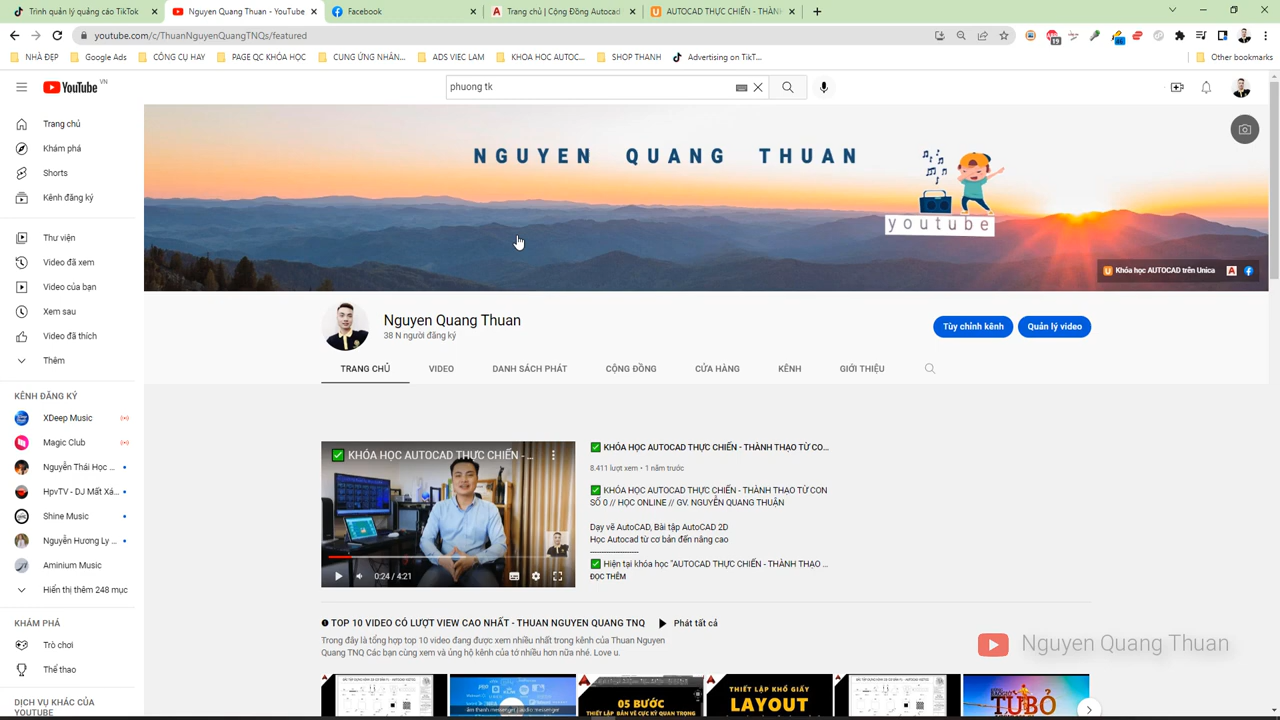 Trình quản lý quảng cáo TikTok
Nguyen Quang Thuan - YouTube
Facebook
Trang chủ | Cộng Đồng Autocad
AUTOCAD THỰC CHIẾN - THÀNH
youtube.com/c/ThuanNguyenQuangTNQs/featured
NHÀ ĐẸP
Google Ads
CÔNG CỤ HAY
PAGE QC KHÓA HỌC
CUNG ỨNG NHÂN...
ADS VIEC LAM
KHOA HOC AUTOC...
SHOP THANH
Advertising on TikT...
Other bookmarks
YouTube VN
phuong tk
Trang chủ
Khám phá
Shorts
Kênh đăng ký
Thư viện
Video đã xem
Video của bạn
Xem sau
Video đã thích
Thêm
KÊNH ĐĂNG KÝ
XDeep Music
Magic Club
Nguyễn Thái Học ...
HpvTV - DJ Mất Xá...
Shine Music
Nguyễn Hương Ly ...
Aminium Music
Hiển thị thêm 248 mục
KHÁM PHÁ
Trò chơi
Thể thao
DỊCH VỤ KHÁC CỦA
YOUTUBE
NGUYEN QUANG THUAN
youtube
Khóa học AUTOCAD trên Unica
Nguyen Quang Thuan
38 N người đăng ký
Tùy chỉnh kênh
Quản lý video
TRANG CHỦ
VIDEO
DANH SÁCH PHÁT
CỘNG ĐỒNG
CỬA HÀNG
KÊNH
GIỚI THIỆU
KHÓA HỌC AUTOCAD THỰC CHIẾN - ...
0:24 / 4:21
KHÓA HỌC AUTOCAD THỰC CHIẾN - THÀNH THẠO TỪ CO...
8.411 lượt xem • 1 năm trước
KHÓA HỌC AUTOCAD THỰC CHIẾN - THÀNH THẠO TỪ CON
SỐ 0 // HỌC ONLINE // GV. NGUYỄN QUANG THUẬN
Dạy vẽ AutoCAD, Bài tập AutoCAD 2D
Học Autocad từ cơ bản đến nâng cao
--------------------
Hiện tại khóa học "AUTOCAD THỰC CHIẾN - THÀNH THẠO ...
ĐỌC THÊM
❶ TOP 10 VIDEO CÓ LƯỢT VIEW CAO NHẤT - THUAN NGUYEN QUANG TNQ
Phát tất cả
Trong đây là tổng hợp top 10 video đang được xem nhiều nhất trong kênh của Thuan Nguyen
Quang TNQ Các bạn cùng xem và ủng hộ kênh của tớ nhiều hơn nữa nhé. Love u.
05 BƯỚC
THIẾT LẬP BẢN VẼ CỰC KỲ QUAN TRỌNG
THIẾT LẬP KHỔ GIẤY
LAYOUT
Nguyen Quang Thuan